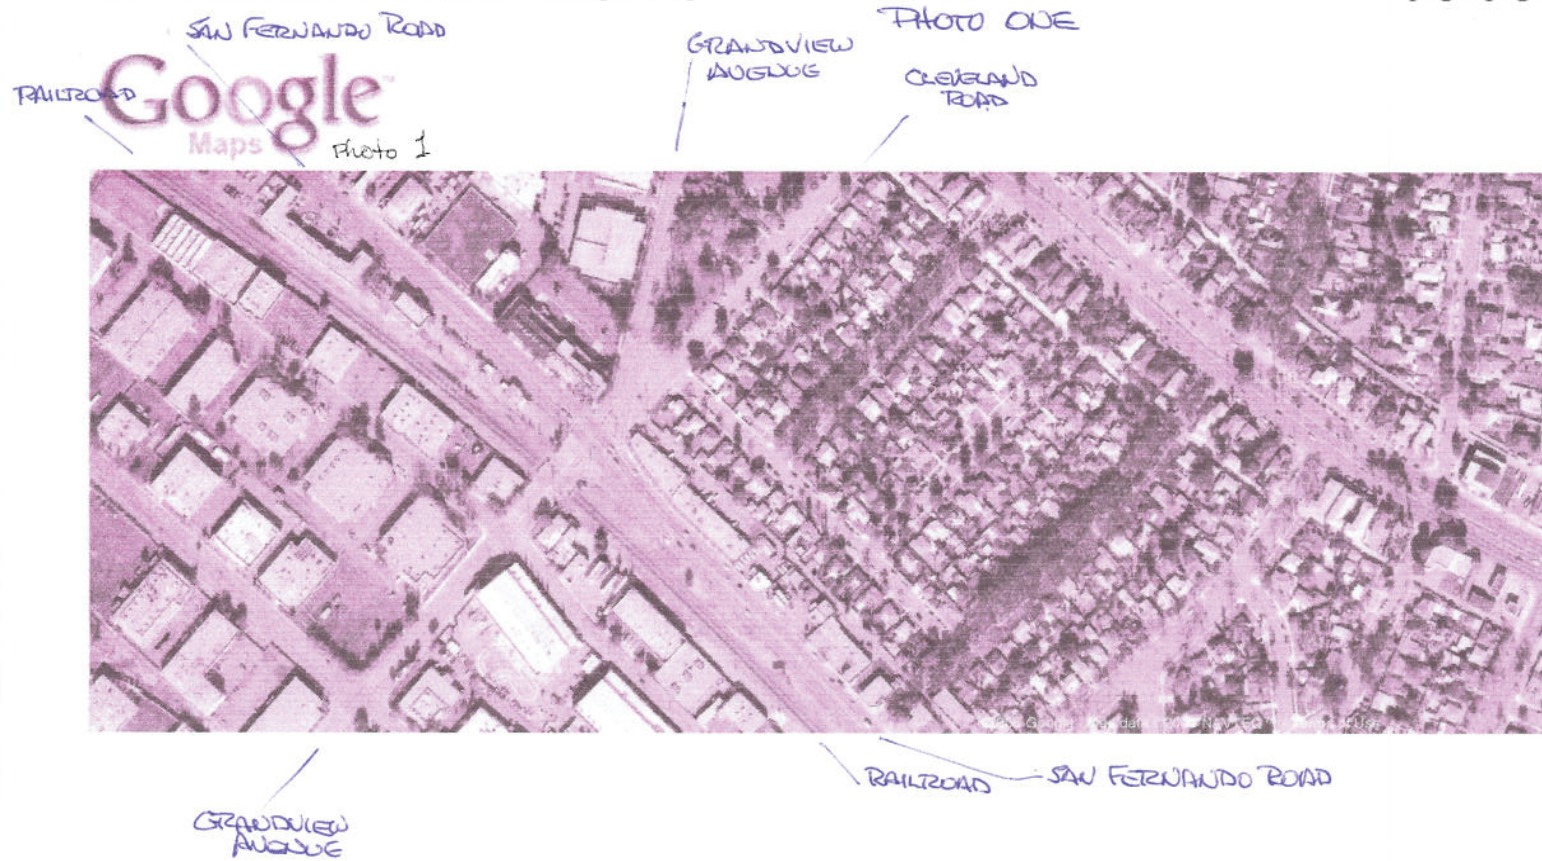 PHOTO ONE
SAN FERNANDO ROAD
GRANDVIEW
AVENUE
CLEVELAND
ROAD
RAILROAD
Google
Maps
Photo 1
RAILROAD
SAN FERNANDO ROAD
GRANDVIEW
AVENUE